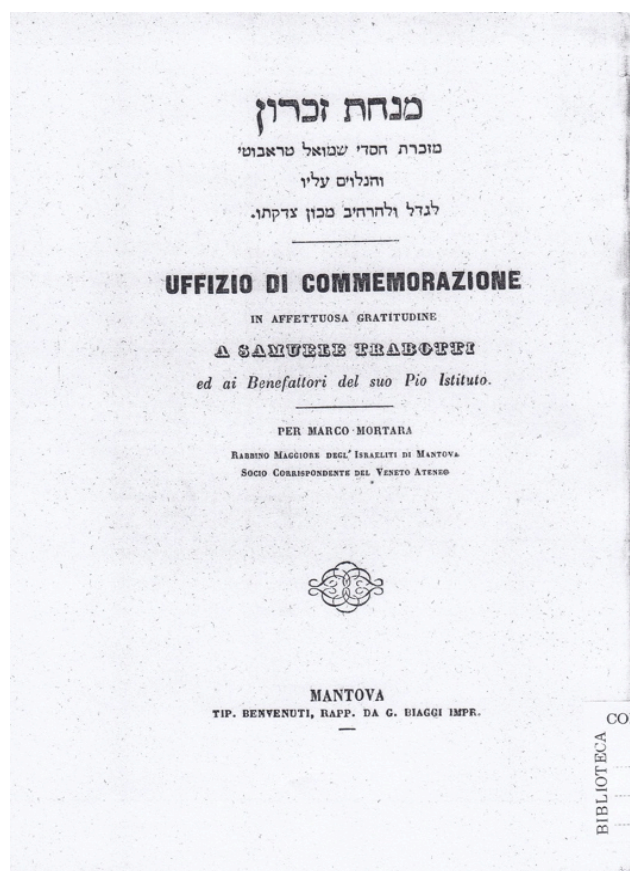 מנחת זכרון
מזכרת חסדי שמואל טראבוטי
והנלוים עליו
לגדל ולהרחיב מכון צדקתו.
UFFIZIO DI COMMEMORAZIONE
IN AFFETTUOSA GRATITUDINE
A SAMUELE TRABOTTI
ed ai Benefattori del suo Pio Istituto.
PER MARCO MORTARA
RABBINO MAGGIORE DEGL' ISRAELITI DI MANTOVA
SOCIO CORRISPONDENTE DEL VENETO ATENEO
MANTOVA
TIP. BENVENUTI, RAPP. DA G. BIAGGI IMPR.
CO
BIBLIOTECA